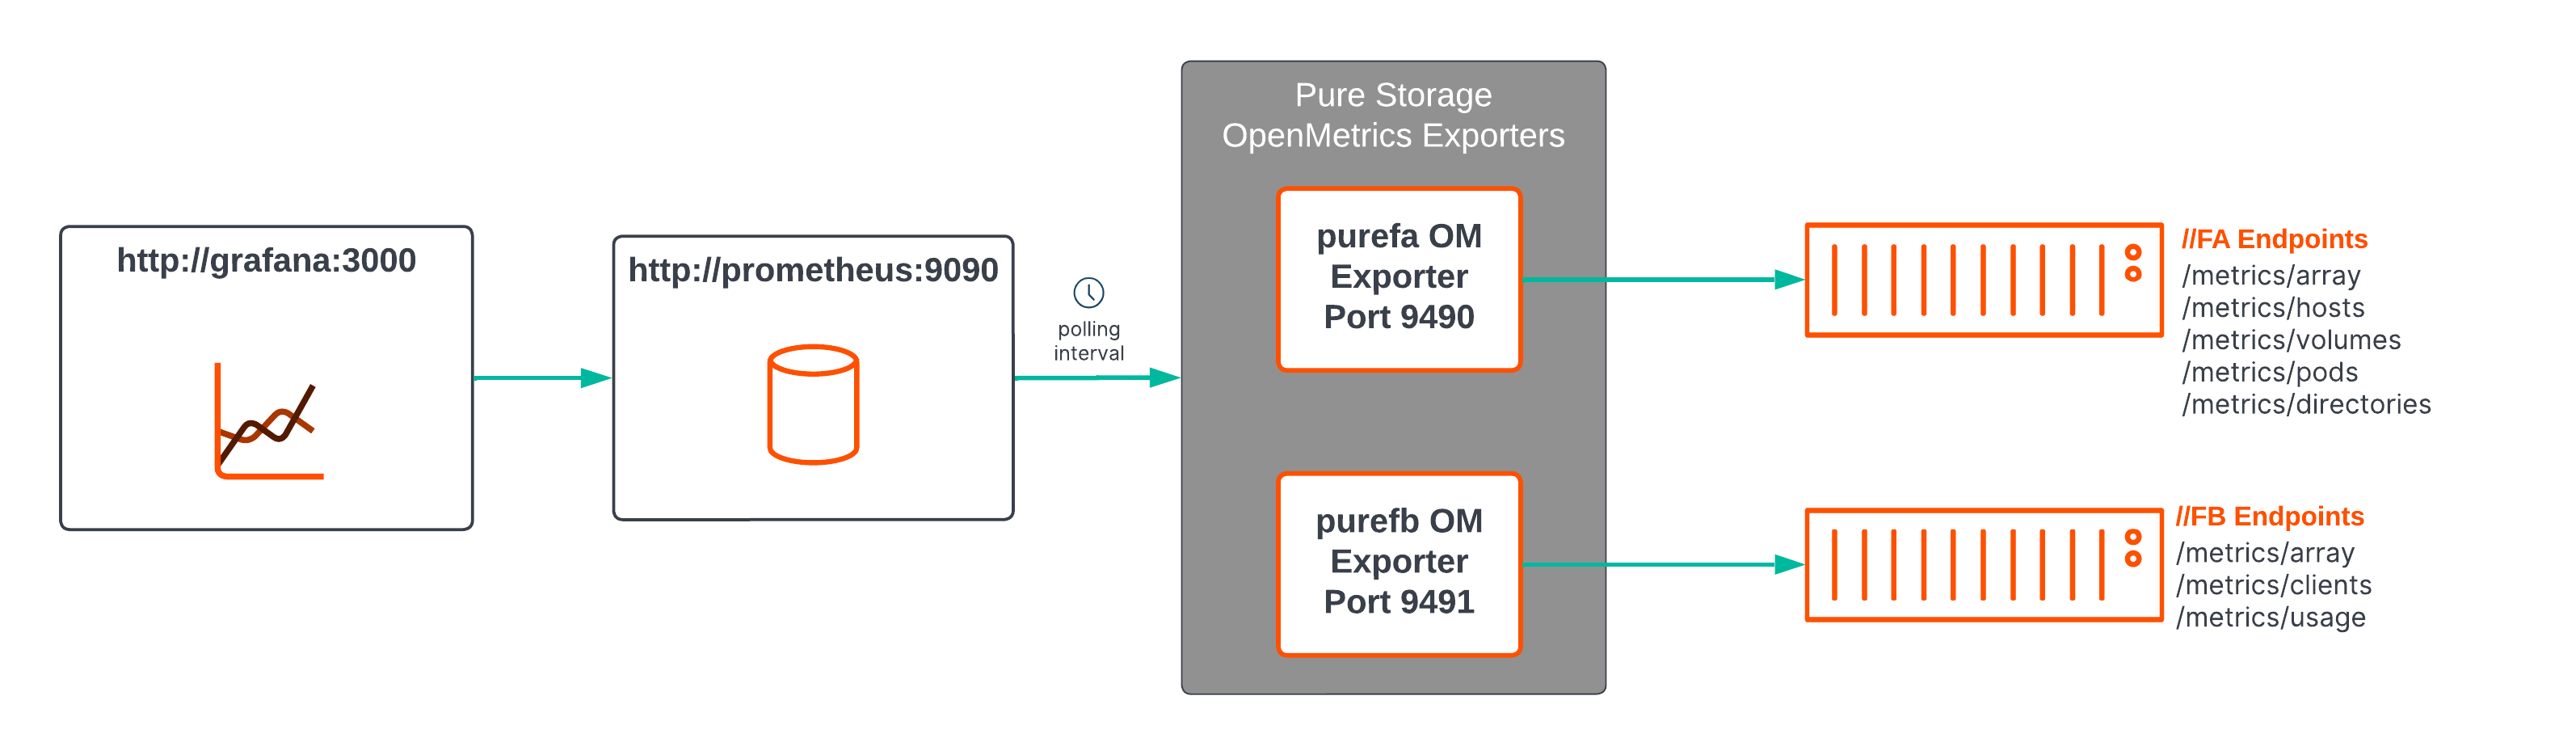 http://grafana:3000
http://prometheus:9090
polling
interval
Pure Storage
OpenMetrics Exporters
purefa OM
Exporter
Port 9490
purefb OM
Exporter
Port 9491
//FA Endpoints
/metrics/array
/metrics/hosts
/metrics/volumes
/metrics/pods
/metrics/directories
//FB Endpoints
/metrics/array
/metrics/clients
/metrics/usage